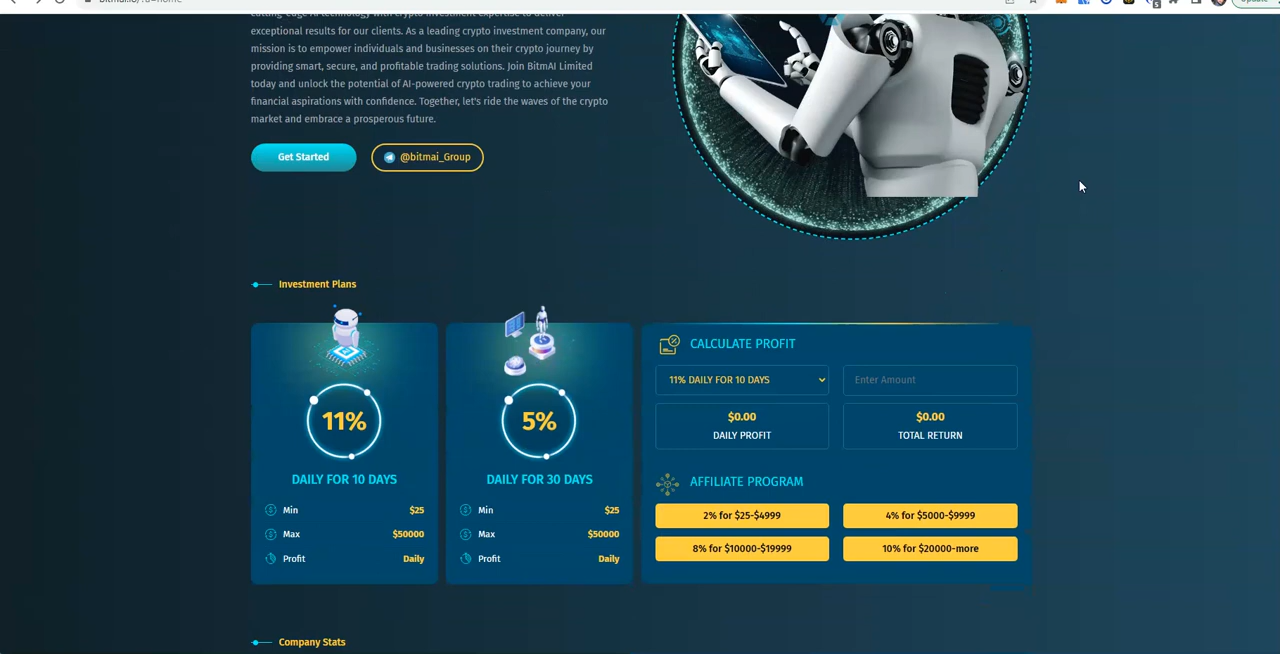 exceptional results for our clients. As a leading crypto investment company, our
mission is to empower individuals and businesses on their crypto journey by
providing smart, secure, and profitable trading solutions. Join BitmAI Limited
today and unlock the potential of AI-powered crypto trading to achieve your
financial aspirations with confidence. Together, let's ride the waves of the crypto
market and embrace a prosperous future.
Get Started
@bitmai_Group
Investment Plans
11%
DAILY FOR 10 DAYS
Min $25
Max $50000
Profit Daily
5%
DAILY FOR 30 DAYS
Min $25
Max $50000
Profit Daily
CALCULATE PROFIT
11% DAILY FOR 10 DAYS
Enter Amount
$0.00
DAILY PROFIT
$0.00
TOTAL RETURN
AFFILIATE PROGRAM
2% for $25-$4999
4% for $5000-$9999
8% for $10000-$19999
10% for $20000-more
Company Stats